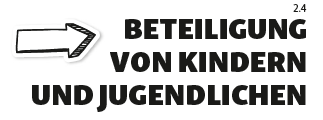 2.4
BETEILIGUNG
VON KINDERN
UND JUGENDLICHEN